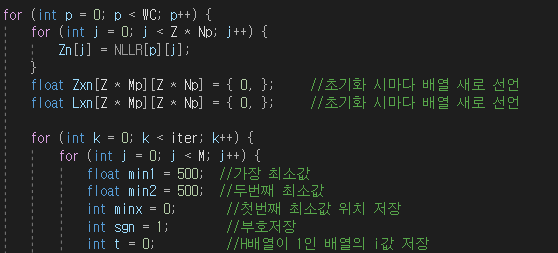 for (int p = 0; p < WC; p++) {
for (int j = 0; j < Z * Np; j++) {
Zn[j] = NLLR[p][j];
}
float Zxn[Z * Mp][Z * Np] = { 0, }; //초기화 시마다 배열 새로 선언
float Lxn[Z * Mp][Z * Np] = { 0, }; //초기화 시마다 배열 새로 선언
for (int k = 0; k < iter; k++) {
for (int j = 0; j < M; j++) {
float min1 = 500; //가장 최소값
float min2 = 500; //두번째 최소값
int minx = 0; //첫번째 최소값 위치 저장
int sgn = 1; //부호저장
int t = 0; //H배열이 1인 배열의 i값 저장